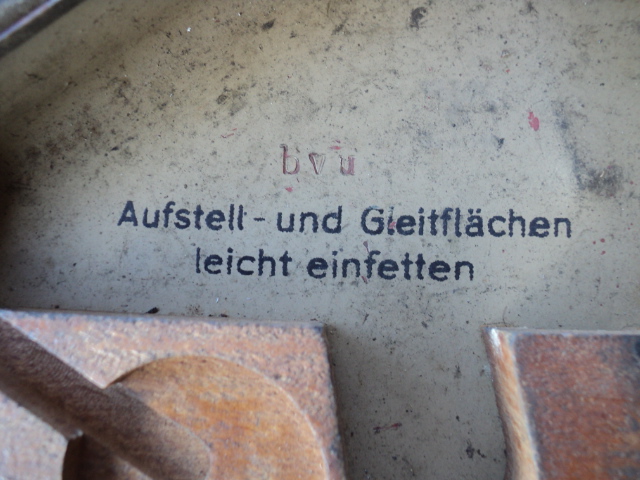 bvu
Aufstell- und Gleitflächen
leicht einfetten